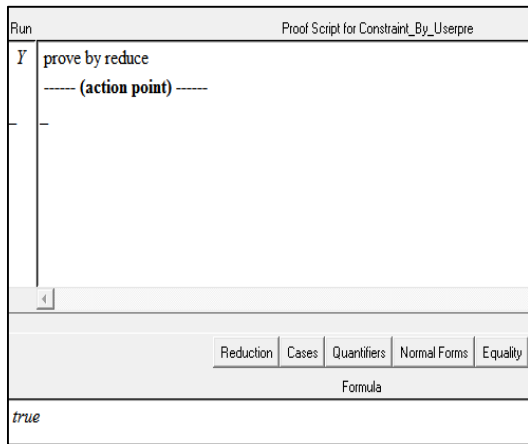 Run Proof Script for Constraint_By_Userpre
Y prove by reduce
------ (action point) ------
Reduction Cases Quantifiers Normal Forms Equality
Formula
true